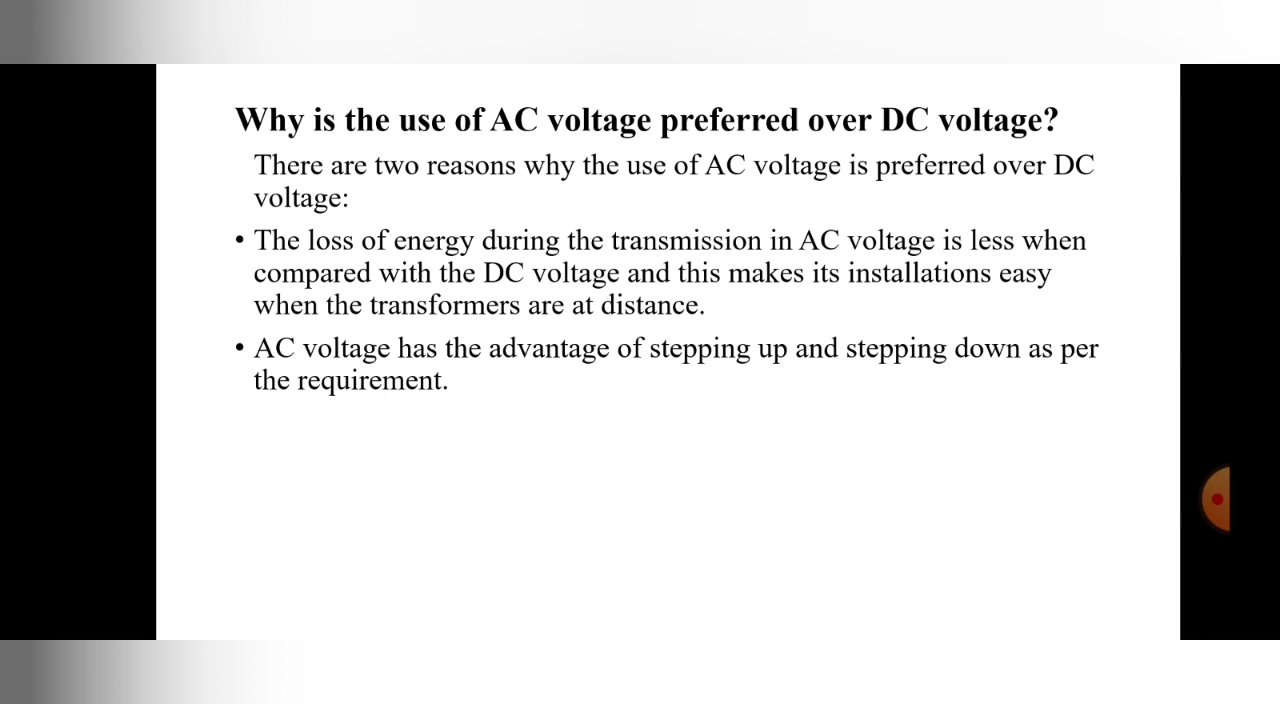 Why is the use of AC voltage preferred over DC voltage?
There are two reasons why the use of AC voltage is preferred over DC
voltage:
• The loss of energy during the transmission in AC voltage is less when
compared with the DC voltage and this makes its installations easy
when the transformers are at distance.
• AC voltage has the advantage of stepping up and stepping down as per
the requirement.